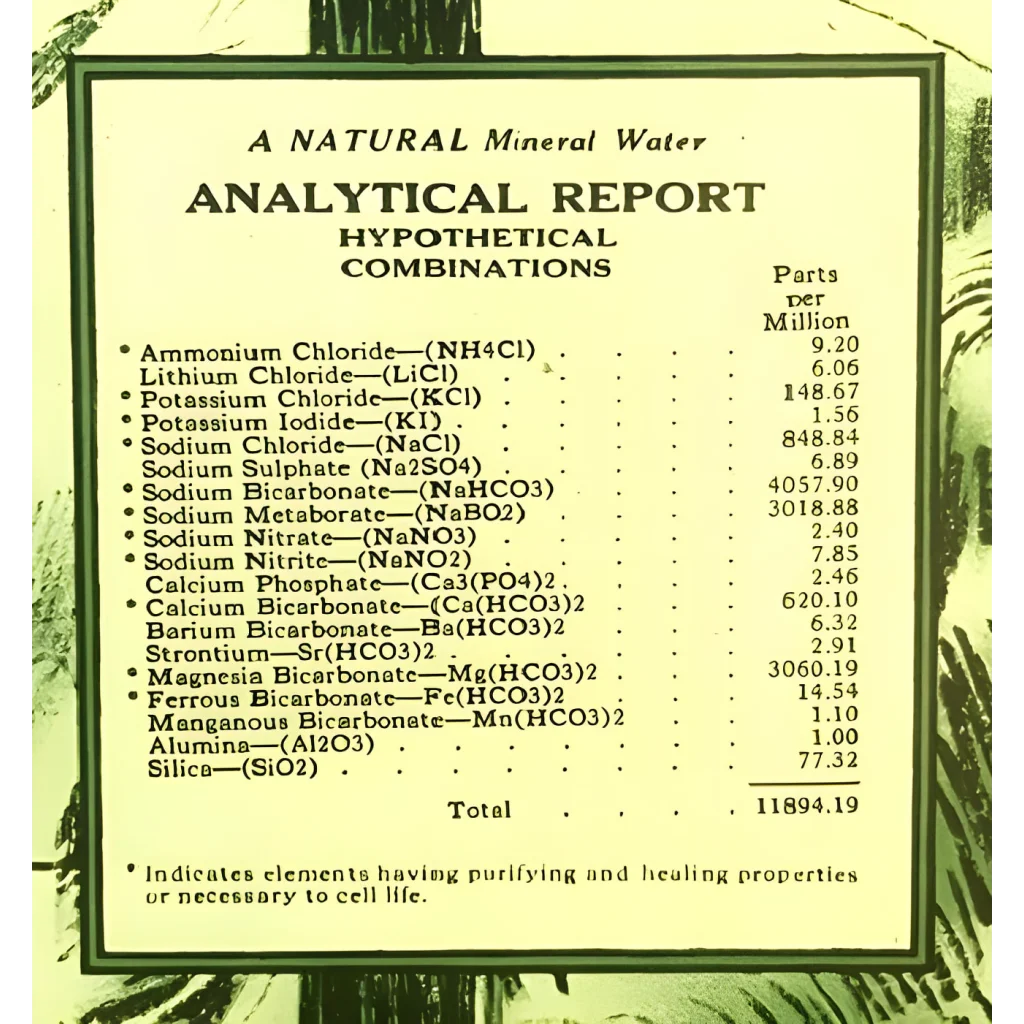 A NATURAL Mineral Water
ANALYTICAL REPORT
HYPOTHETICAL
COMBINATIONS
Parts
per
Million
* Ammonium Chloride—(NH4Cl) . . . . 9.20
Lithium Chloride—(LiCl) . . . . . 6.06
* Potassium Chloride—(KCl) . . . . . 148.67
* Potassium Iodide—(KI) . . . . . . 1.56
* Sodium Chloride—(NaCl) . . . . . 848.84
Sodium Sulphate (Na2SO4) . . . . . 6.89
* Sodium Bicarbonate—(NaHCO3) . . . . 4057.90
* Sodium Metaborate—(NaBO2) . . . . 3018.88
* Sodium Nitrate—(NaNO3) . . . . . 2.40
* Sodium Nitrite—(NaNO2) . . . . . 7.85
Calcium Phosphate—(Ca3(PO4)2 . . . . 2.46
* Calcium Bicarbonate—(Ca(HCO3)2 . . . 620.10
Barium Bicarbonate—Ba(HCO3)2 . . . 6.32
Strontium—Sr(HCO3)2 . . . . . . 2.91
* Magnesia Bicarbonate—Mg(HCO3)2 . . . 3060.19
* Ferrous Bicarbonate—Fe(HCO3)2 . . . 14.54
Manganous Bicarbonate—Mn(HCO3)2 . . 1.10
Alumina—(Al2O3) . . . . . . . 1.00
Silica—(SiO2) . . . . . . . . 77.32
Total . . . . 11894.19
* Indicates elements having purifying and healing properties
or necessary to cell life.